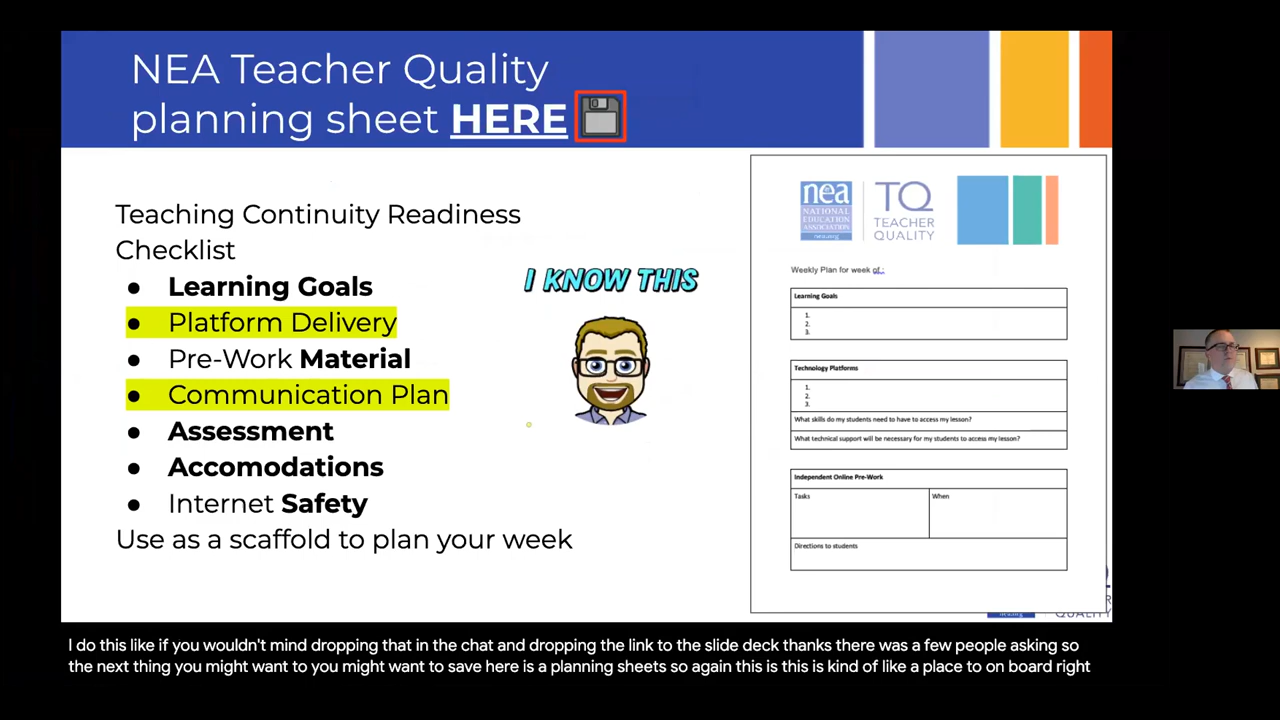 NEA Teacher Quality
planning sheet HERE
Teaching Continuity Readiness
Checklist
● Learning Goals
● Platform Delivery
● Pre-Work Material
● Communication Plan
● Assessment
● Accomodations
● Internet Safety
Use as a scaffold to plan your week
I KNOW THIS
nea
NATIONAL
EDUCATION
ASSOCIATION
nea.org
TQ
TEACHER
QUALITY
Weekly Plan for week of :
Learning Goals
1.
2.
3.
Technology Platforms
1.
2.
3.
What skills do my students need to have to access my lesson?
What technical support will be necessary for my students to access my lesson?
Independent Online Pre-Work
Tasks When
Directions to students
I do this like if you wouldn't mind dropping that in the chat and dropping the link to the slide deck thanks there was a few people asking so
the next thing you might want to you might want to save here is a planning sheets so again this is this is kind of like a place to on board right